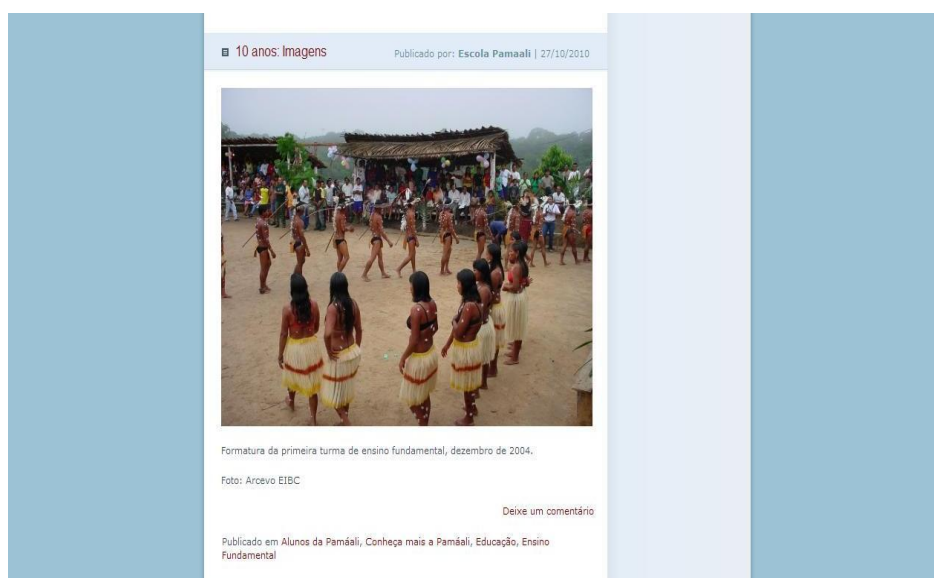 10 anos: Imagens
Publicado por: Escola Pamaali | 27/10/2010
Formatura da primeira turma de ensino fundamental, dezembro de 2004.
Foto: Arcevo EIBC
Deixe um comentário
Publicado em Alunos da Pamáali, Conheça mais a Pamáali, Educação, Ensino
Fundamental